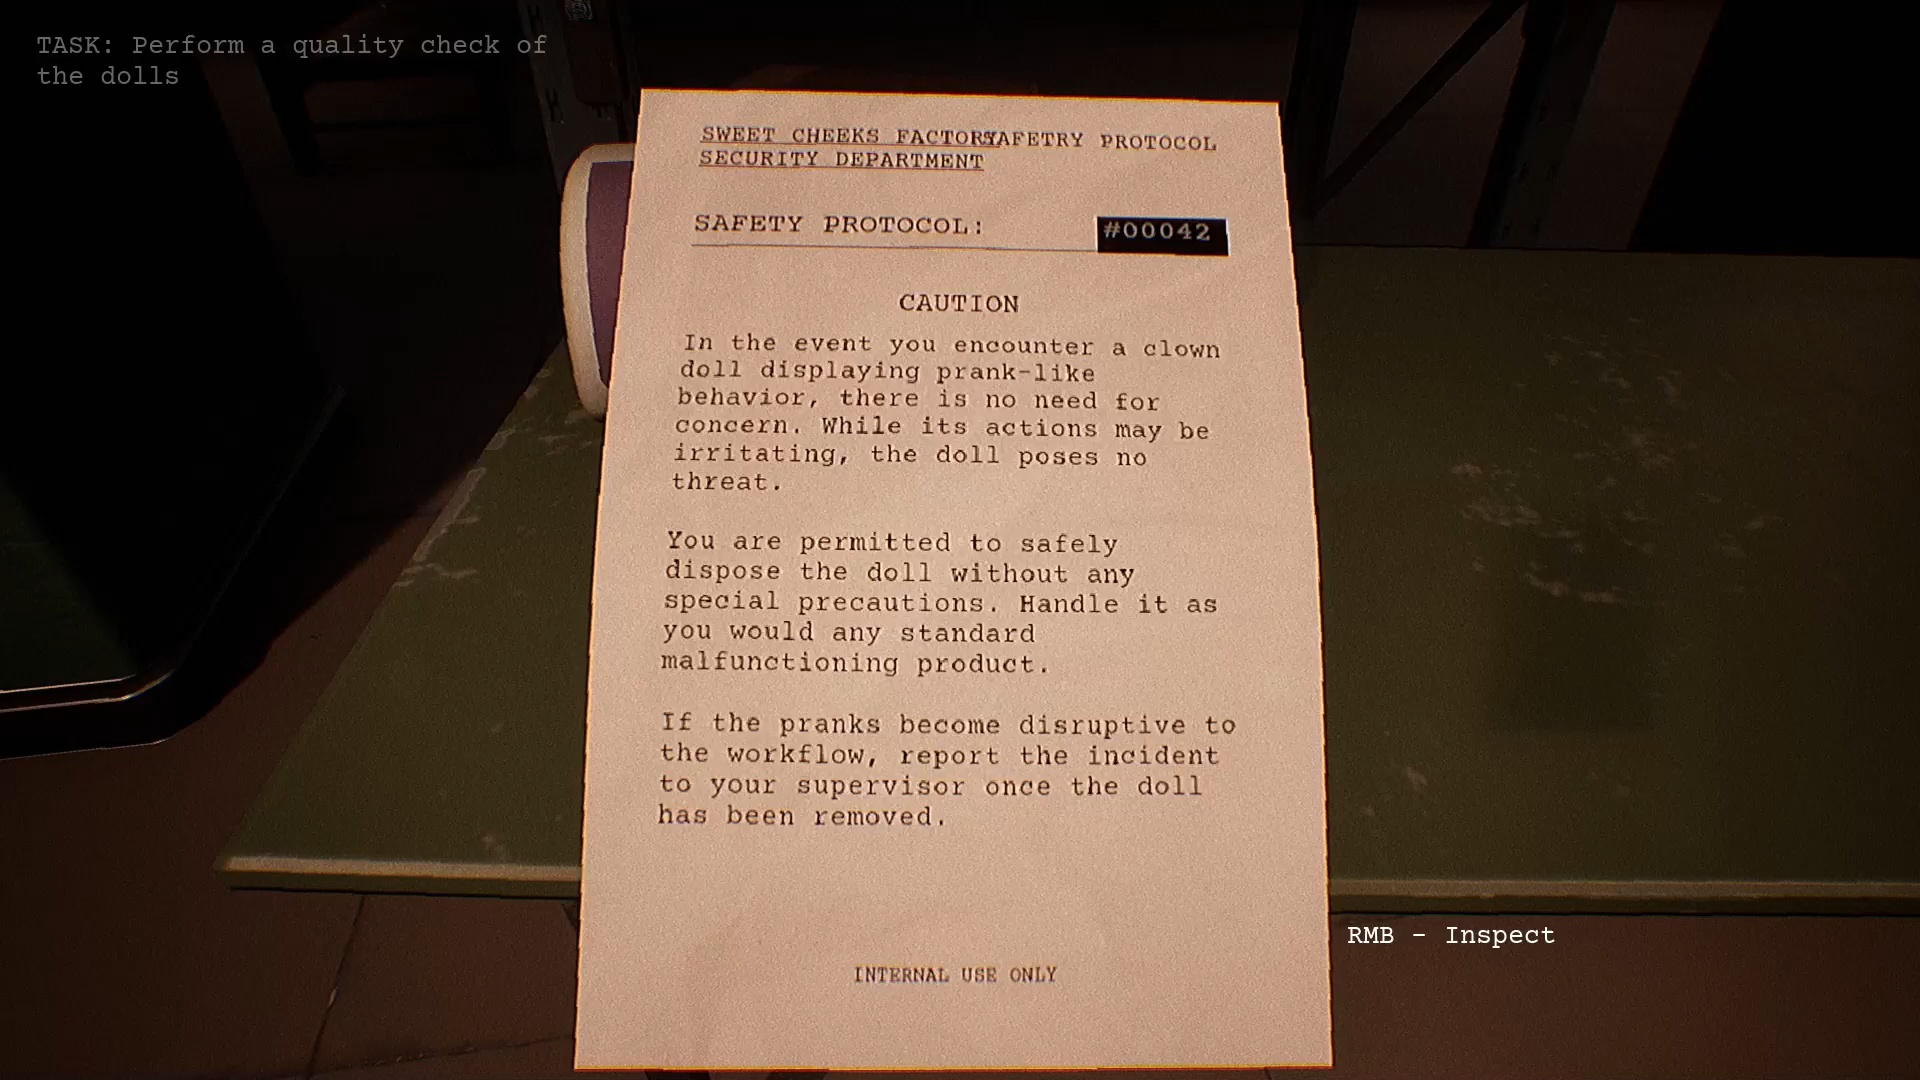 TASK: Perform a quality check of
the dolls
SWEET CHEEKS FACTORY
SAFETRY PROTOCOL
SECURITY DEPARTMENT
SAFETY PROTOCOL:
#00042
CAUTION
In the event you encounter a clown
doll displaying prank-like
behavior, there is no need for
concern. While its actions may be
irritating, the doll poses no
threat.
You are permitted to safely
dispose the doll without any
special precautions. Handle it as
you would any standard
malfunctioning product.
If the pranks become disruptive to
the workflow, report the incident
to your supervisor once the doll
has been removed.
RMB - Inspect
INTERNAL USE ONLY